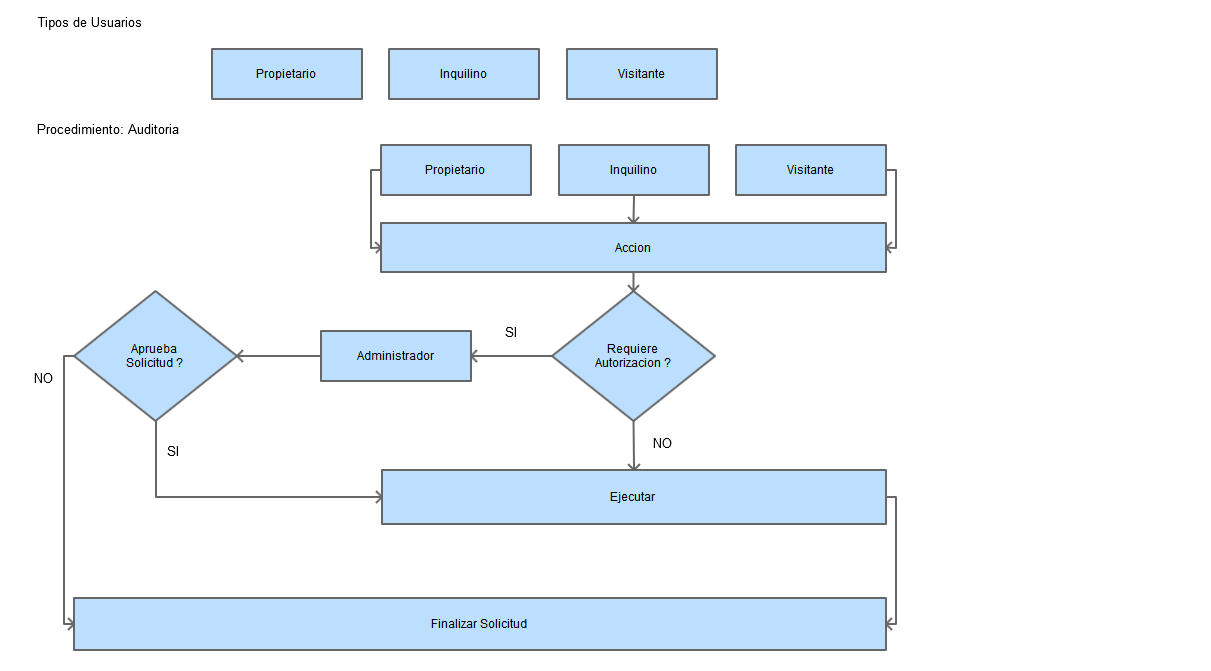 Tipos de Usuarios
Propietario
Inquilino
Visitante
Procedimiento: Auditoria
Propietario
Inquilino
Visitante
Accion
Aprueba
Solicitud ?
Administrador
SI
Requiere
Autorizacion ?
NO
SI
NO
Ejecutar
Finalizar Solicitud